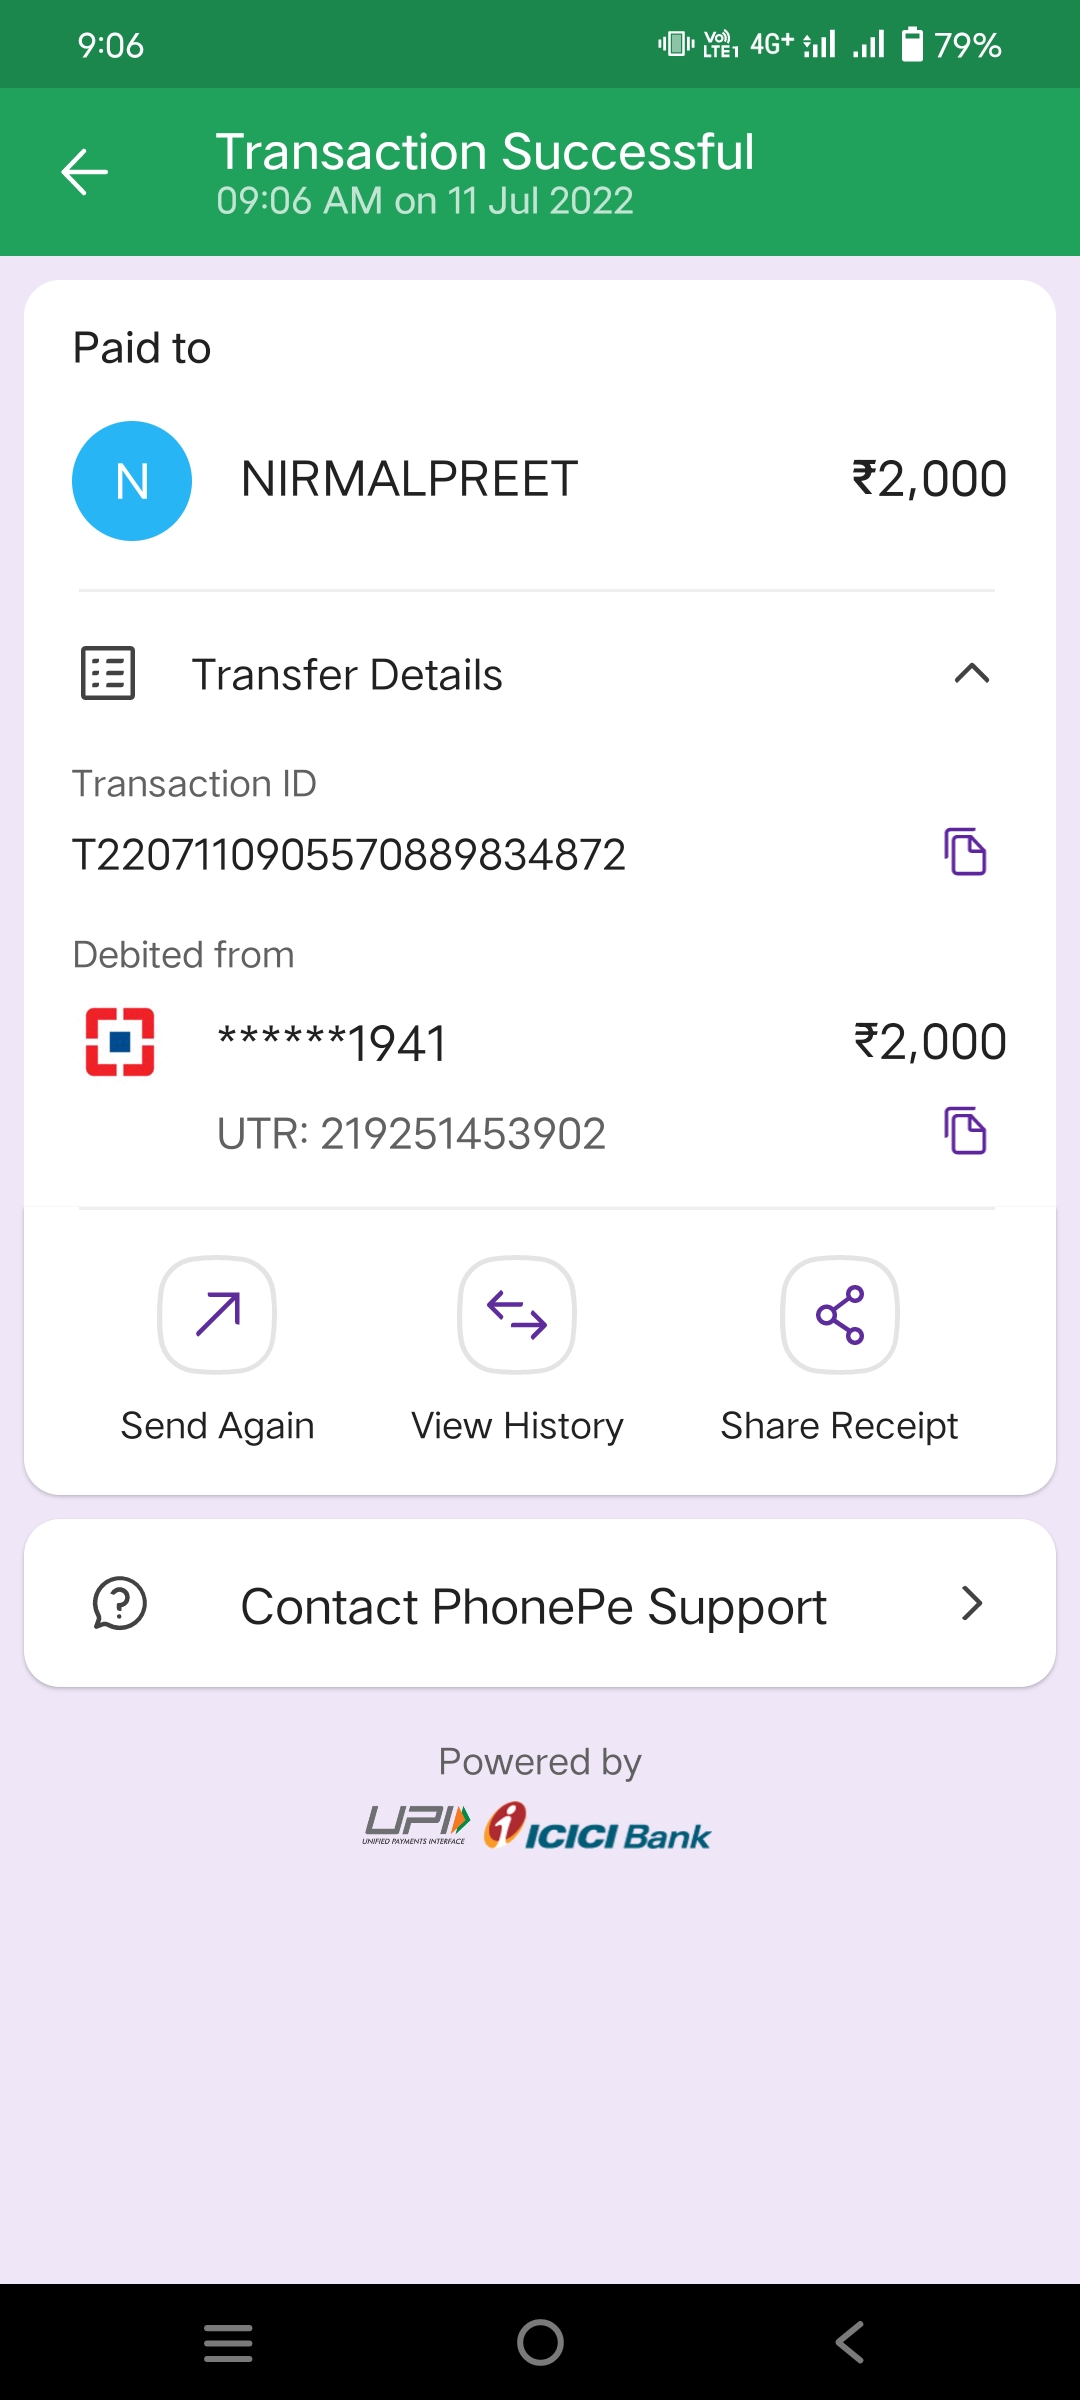 9:06
Vo)) LTE1 4G+ 79%
Transaction Successful
09:06 AM on 11 Jul 2022
Paid to
N NIRMALPREET ₹2,000
Transfer Details
Transaction ID
T2207110905570889834872
Debited from
******1941 ₹2,000
UTR: 219251453902
Send Again View History Share Receipt
Contact PhonePe Support
Powered by
UPI ICICI Bank
UNIFIED PAYMENTS INTERFACE